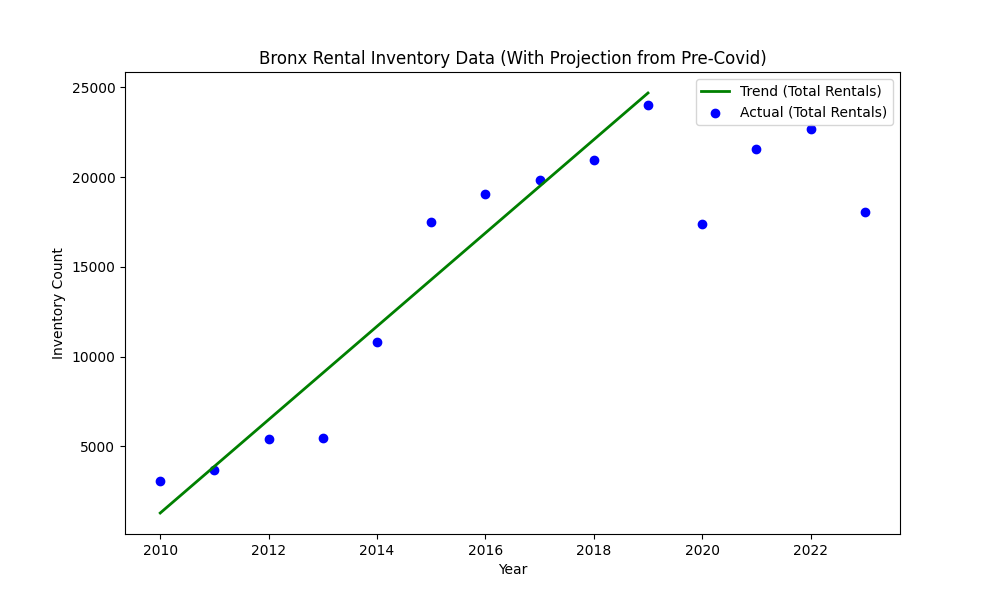 Bronx Rental Inventory Data (With Projection from Pre-Covid)
Trend (Total Rentals)
Actual (Total Rentals)
Inventory Count
25000
20000
15000
10000
5000
2010 2012 2014 2016 2018 2020 2022
Year